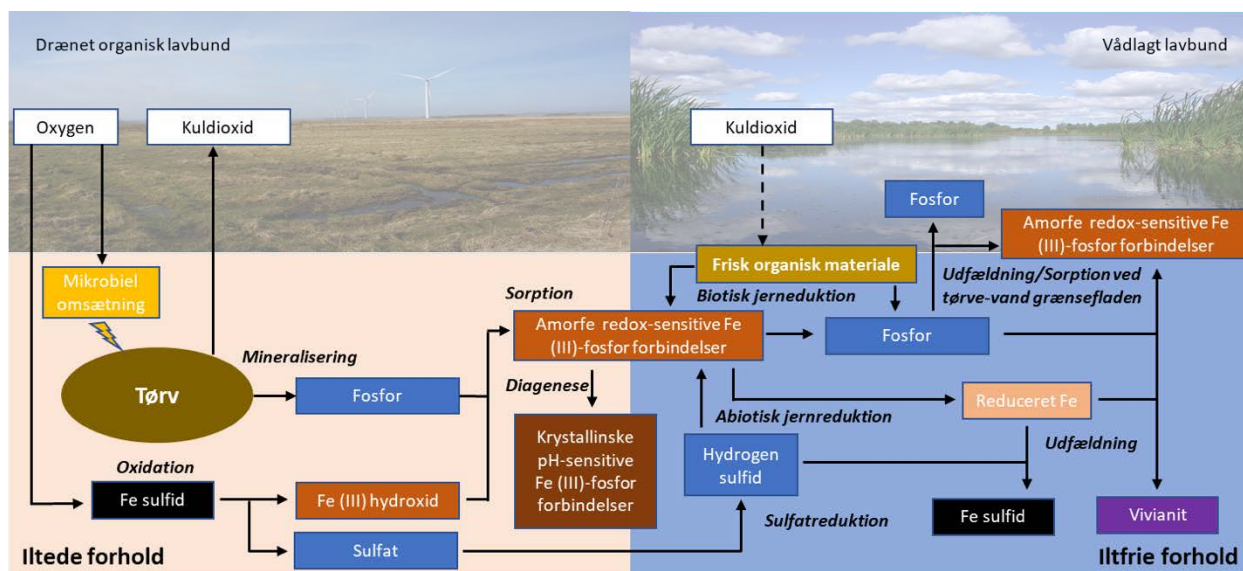 Drænet organisk lavbund
Vådlagt lavbund
Oxygen
Kuldioxid
Kuldioxid
Fosfor
Amorfe redox-sensitive Fe
(III)-fosfor forbindelser
Mikrobiel
omsætning
Frisk organisk materiale
Udfældning/Sorption ved
tørve-vand grænsefladen
Sorption
Biotisk jerneduktion
Amorfe redox-sensitive Fe
(III)-fosfor forbindelser
Fosfor
Mineralisering
Tørv
Fosfor
Diagenese
Abiotisk jernreduktion
Reduceret Fe
Krystallinske
pH-sensitive
Fe (III)-fosfor
forbindelser
Hydrogen
sulfid
Udfældning
Oxidation
Fe sulfid
Fe (III) hydroxid
Sulfatreduktion
Fe sulfid
Vivianit
Sulfat
Iltede forhold
Iltfrie forhold